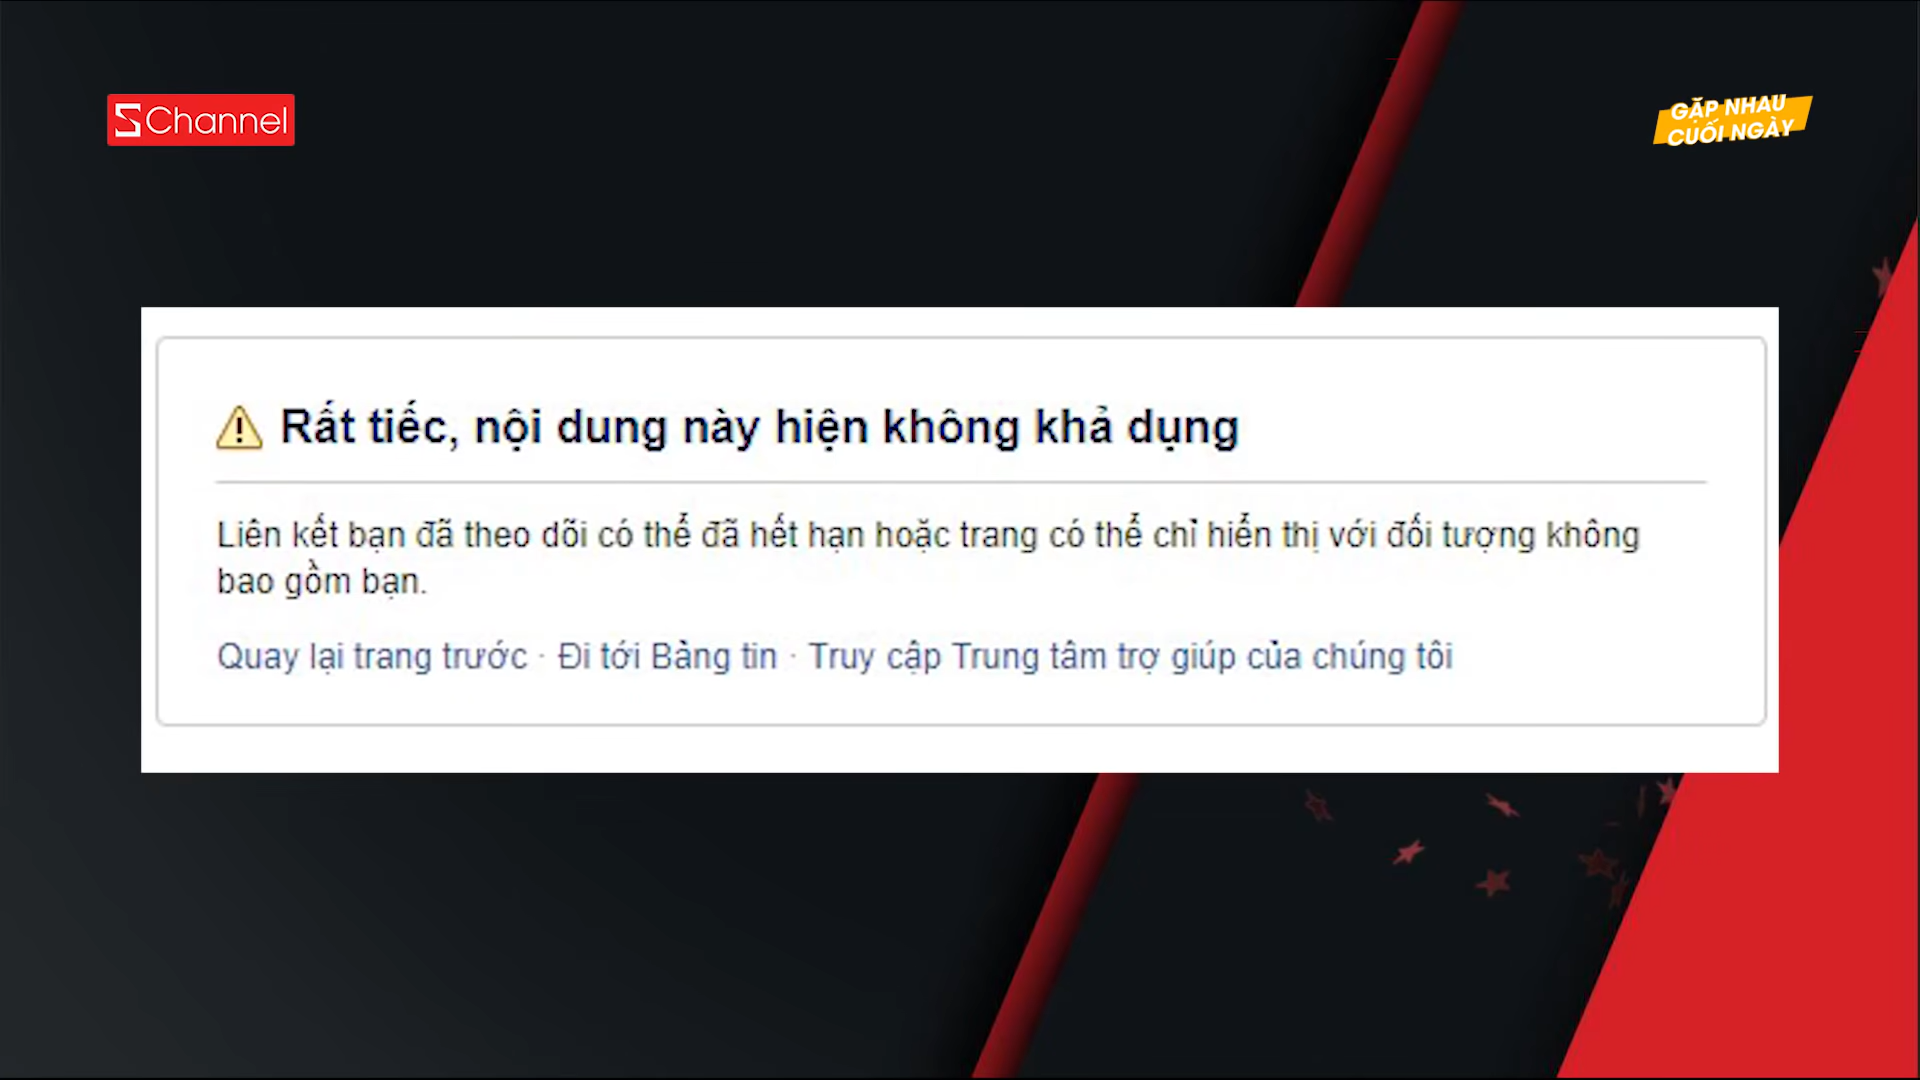 SChannel
GẶP NHAU
CUỐI NGÀY
Rất tiếc, nội dung này hiện không khả dụng
Liên kết bạn đã theo dõi có thể đã hết hạn hoặc trang có thể chỉ hiển thị với đối tượng không
bao gồm bạn.
Quay lại trang trước · Đi tới Bảng tin · Truy cập Trung tâm trợ giúp của chúng tôi